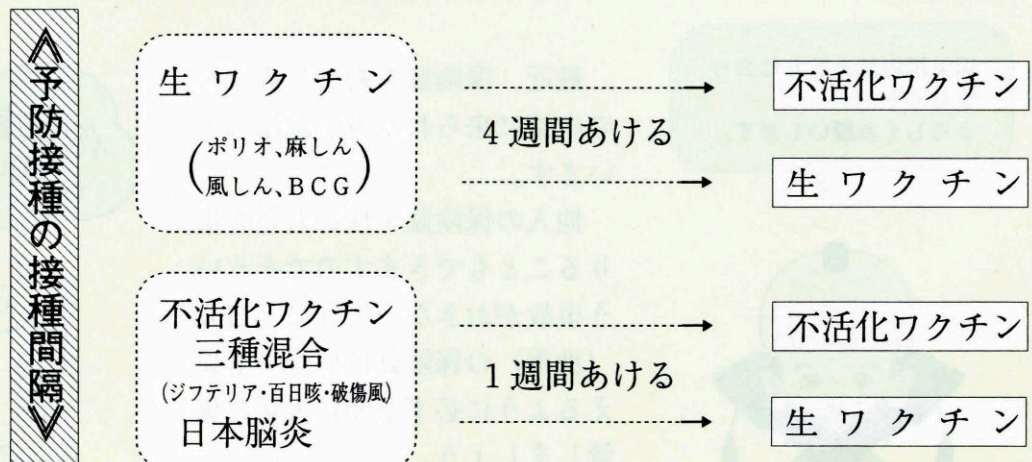 《予防接種の接種間隔》
生ワクチン
(ポリオ、麻しん
風しん、BCG)
4週間あける
不活化ワクチン
生ワクチン
不活化ワクチン
三種混合
(ジフテリア・百日咳・破傷風)
日本脳炎
1週間あける
不活化ワクチン
生ワクチン